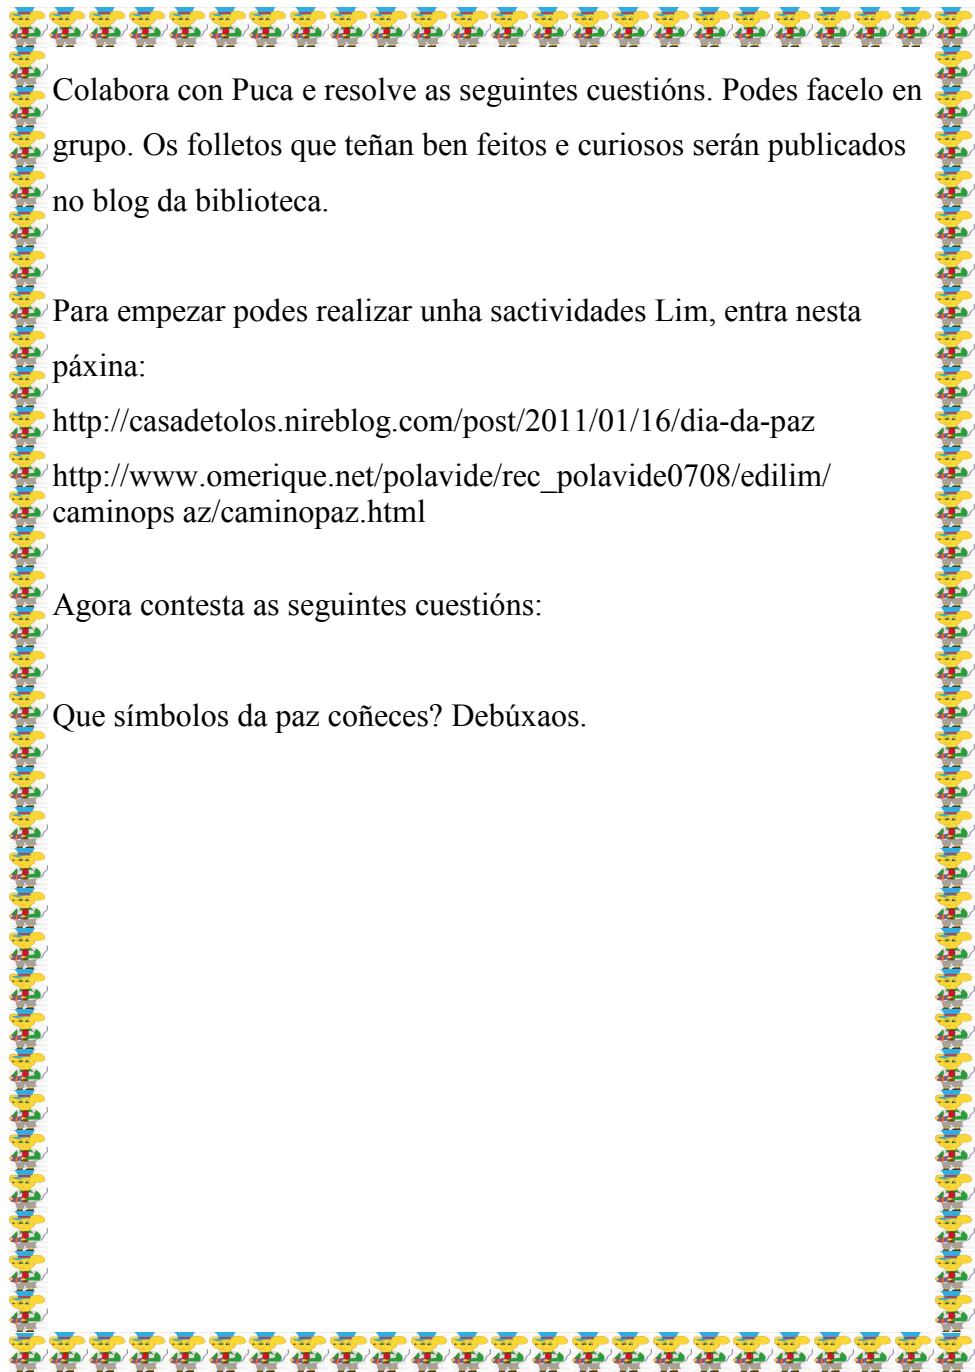 Colabora con Puca e resolve as seguintes cuestións. Podes facelo en
grupo. Os folletos que teñan ben feitos e curiosos serán publicados
no blog da biblioteca.
Para empezar podes realizar unha sactividades Lim, entra nesta
páxina:
http://casadetolos.nireblog.com/post/2011/01/16/dia-da-paz
http://www.omerique.net/polavide/rec_polavide0708/edilim/
caminops az/caminopaz.html
Agora contesta as seguintes cuestións:
Que símbolos da paz coñeces? Debúxaos.